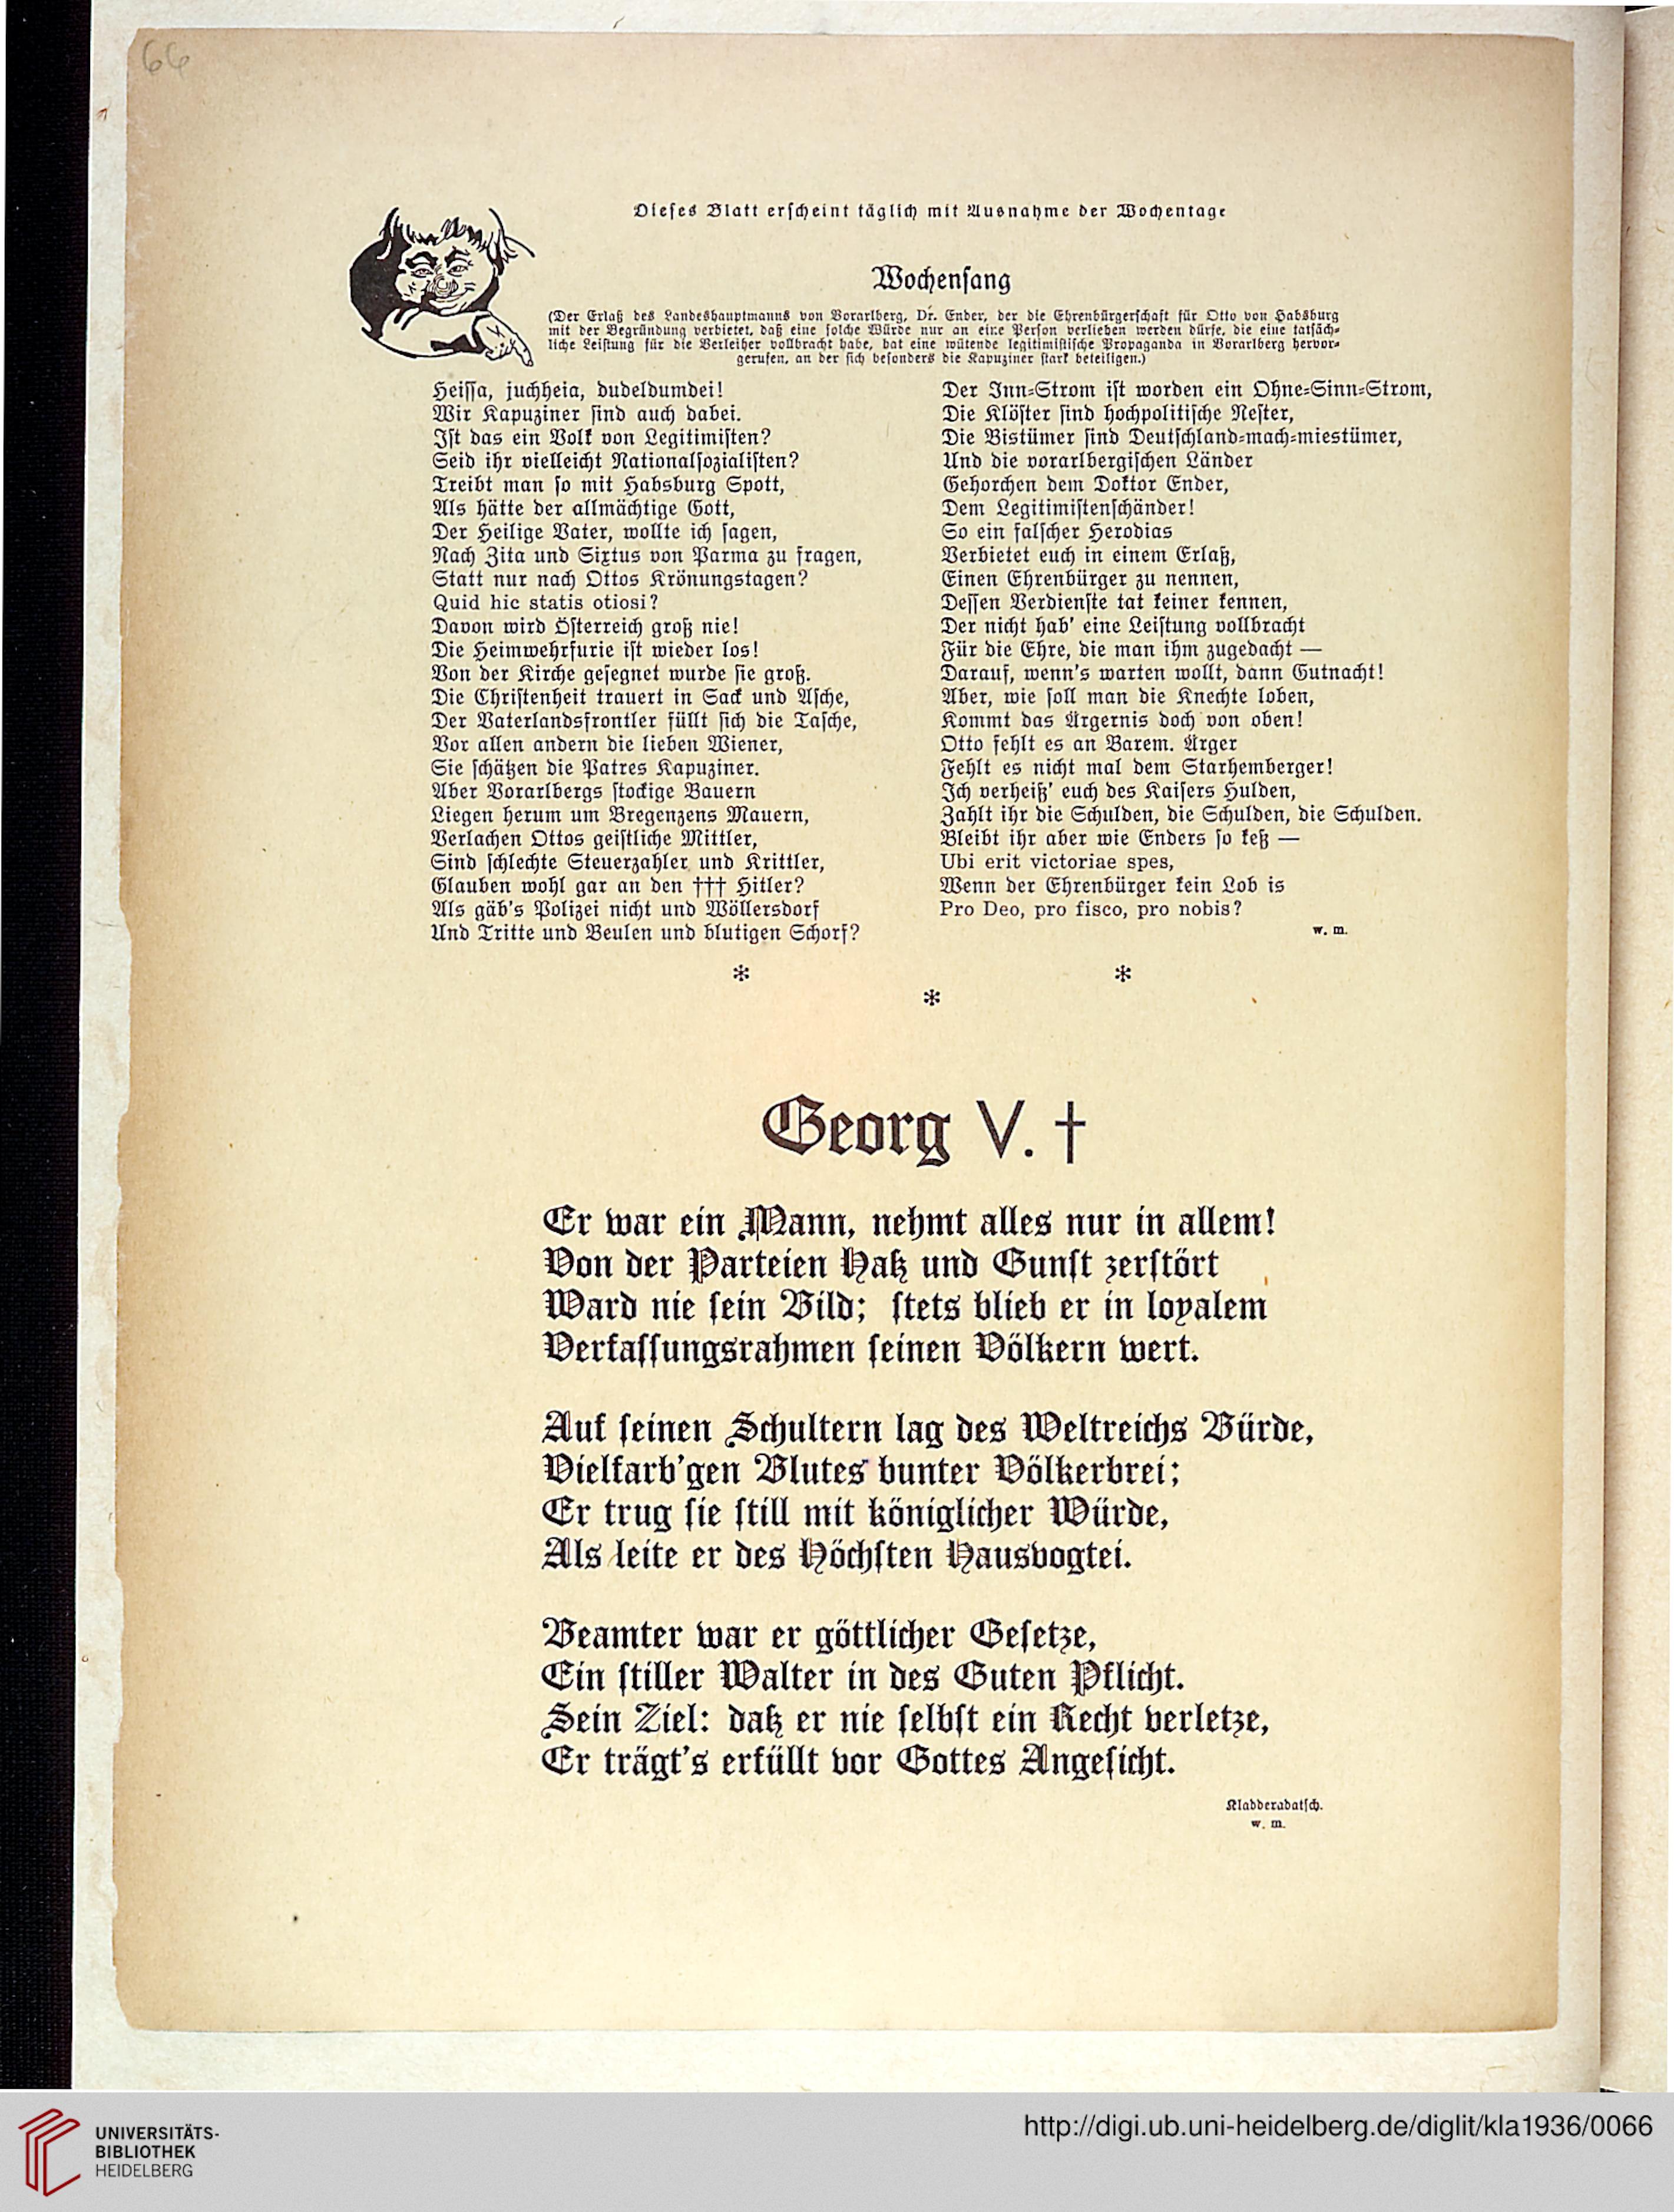 66
Dieses Blatt erscheint täglich mit Ausnahme der Wochentage
Wochensang
(Der Erlaß des Landeshauptmanns von Vorarlberg, Dr. Ender, der die Ehrenbürgerschaft für Otto von Habsburg
mit der Begründung verbietet, daß eine solche Würde nur an eine Person verliehen werden dürfe, die eine tatsäch-
liche Leistung für die Verleiher vollbracht habe, hat eine wütende legitimistische Propaganda in Vorarlberg hervor-
gerufen, an der sich besonders die Kapuziner stark beteiligen.)
Heissa, juchheia, dudeldumdei!
Wir Kapuziner sind auch dabei.
Ist das ein Volk von Legitimisten?
Seid ihr vielleicht Nationalsozialisten?
Treibt man so mit Habsburg Spott,
Als hätte der allmächtige Gott,
Der Heilige Vater, wollte ich sagen,
Nach Zita und Sixtus von Parma zu fragen,
Statt nur nach Ottos Krönungstagen?
Quid hic statis otiosi?
Davon wird Österreich groß nie!
Die Heimwehrfurie ist wieder los!
Von der Kirche gesegnet wurde sie groß.
Die Christenheit trauert in Sack und Asche,
Der Vaterlandsfrontler füllt sich die Tasche,
Vor allen andern die lieben Wiener,
Sie schätzen die Patres Kapuziner.
Aber Vorarlbergs stockige Bauern
Liegen herum um Bregenzens Mauern,
Verlachen Ottos geistliche Mittler,
Sind schlechte Steuerzahler und Krittler,
Glauben wohl gar an den ††† Hitler?
Als gäb's Polizei nicht und Wöllersdorf
Und Tritte und Beulen und blutigen Schorf?
Der Inn-Strom ist worden ein Ohne-Sinn-Strom,
Die Klöster sind hochpolitische Nester,
Die Bistümer sind Deutschland-mach-miestümer,
Und die vorarlbergischen Länder
Gehorchen dem Doktor Ender,
Dem Legitimistenschänder!
So ein falscher Herodias
Verbietet euch in einem Erlaß,
Einen Ehrenbürger zu nennen,
Dessen Verdienste tat keiner kennen,
Der nicht hab' eine Leistung vollbracht
Für die Ehre, die man ihm zugedacht —
Darauf, wenn's warten wollt, dann Gutnacht!
Aber, wie soll man die Knechte loben,
Kommt das Ärgernis doch von oben!
Otto fehlt es an Barem. Ärger
Fehlt es nicht mal dem Starhemberger!
Ich verheiß' euch des Kaisers Hulden,
Zahlt ihr die Schulden, die Schulden, die Schulden.
Bleibt ihr aber wie Enders so keß —
Ubi erit victoriae spes,
Wenn der Ehrenbürger kein Lob is
Pro Deo, pro fisco, pro nobis?
w. m.
* * *
Georg V. †
Er war ein Mann, nehmt alles nur in allem!
Von der Parteien Haß und Gunst zerstört
Ward nie sein Bild; stets blieb er in loyalem
Verfassungsrahmen seinen Völkern wert.
Auf seinen Schultern lag des Weltreichs Bürde,
Vielfarb'gen Blutes bunter Völkerbrei;
Er trug sie still mit königlicher Würde,
Als leite er des Höchsten Hausvogtei.
Beamter war er göttlicher Gesetze,
Ein stiller Walter in des Guten Pflicht.
Sein Ziel: daß er nie selbst ein Recht verletze,
Er trägt's erfüllt vor Gottes Angesicht.
Kladderadatsch.
w. m.
UNIVERSITÄTS-
BIBLIOTHEK
HEIDELBERG
http://digi.ub.uni-heidelberg.de/diglit/kla1936/0066